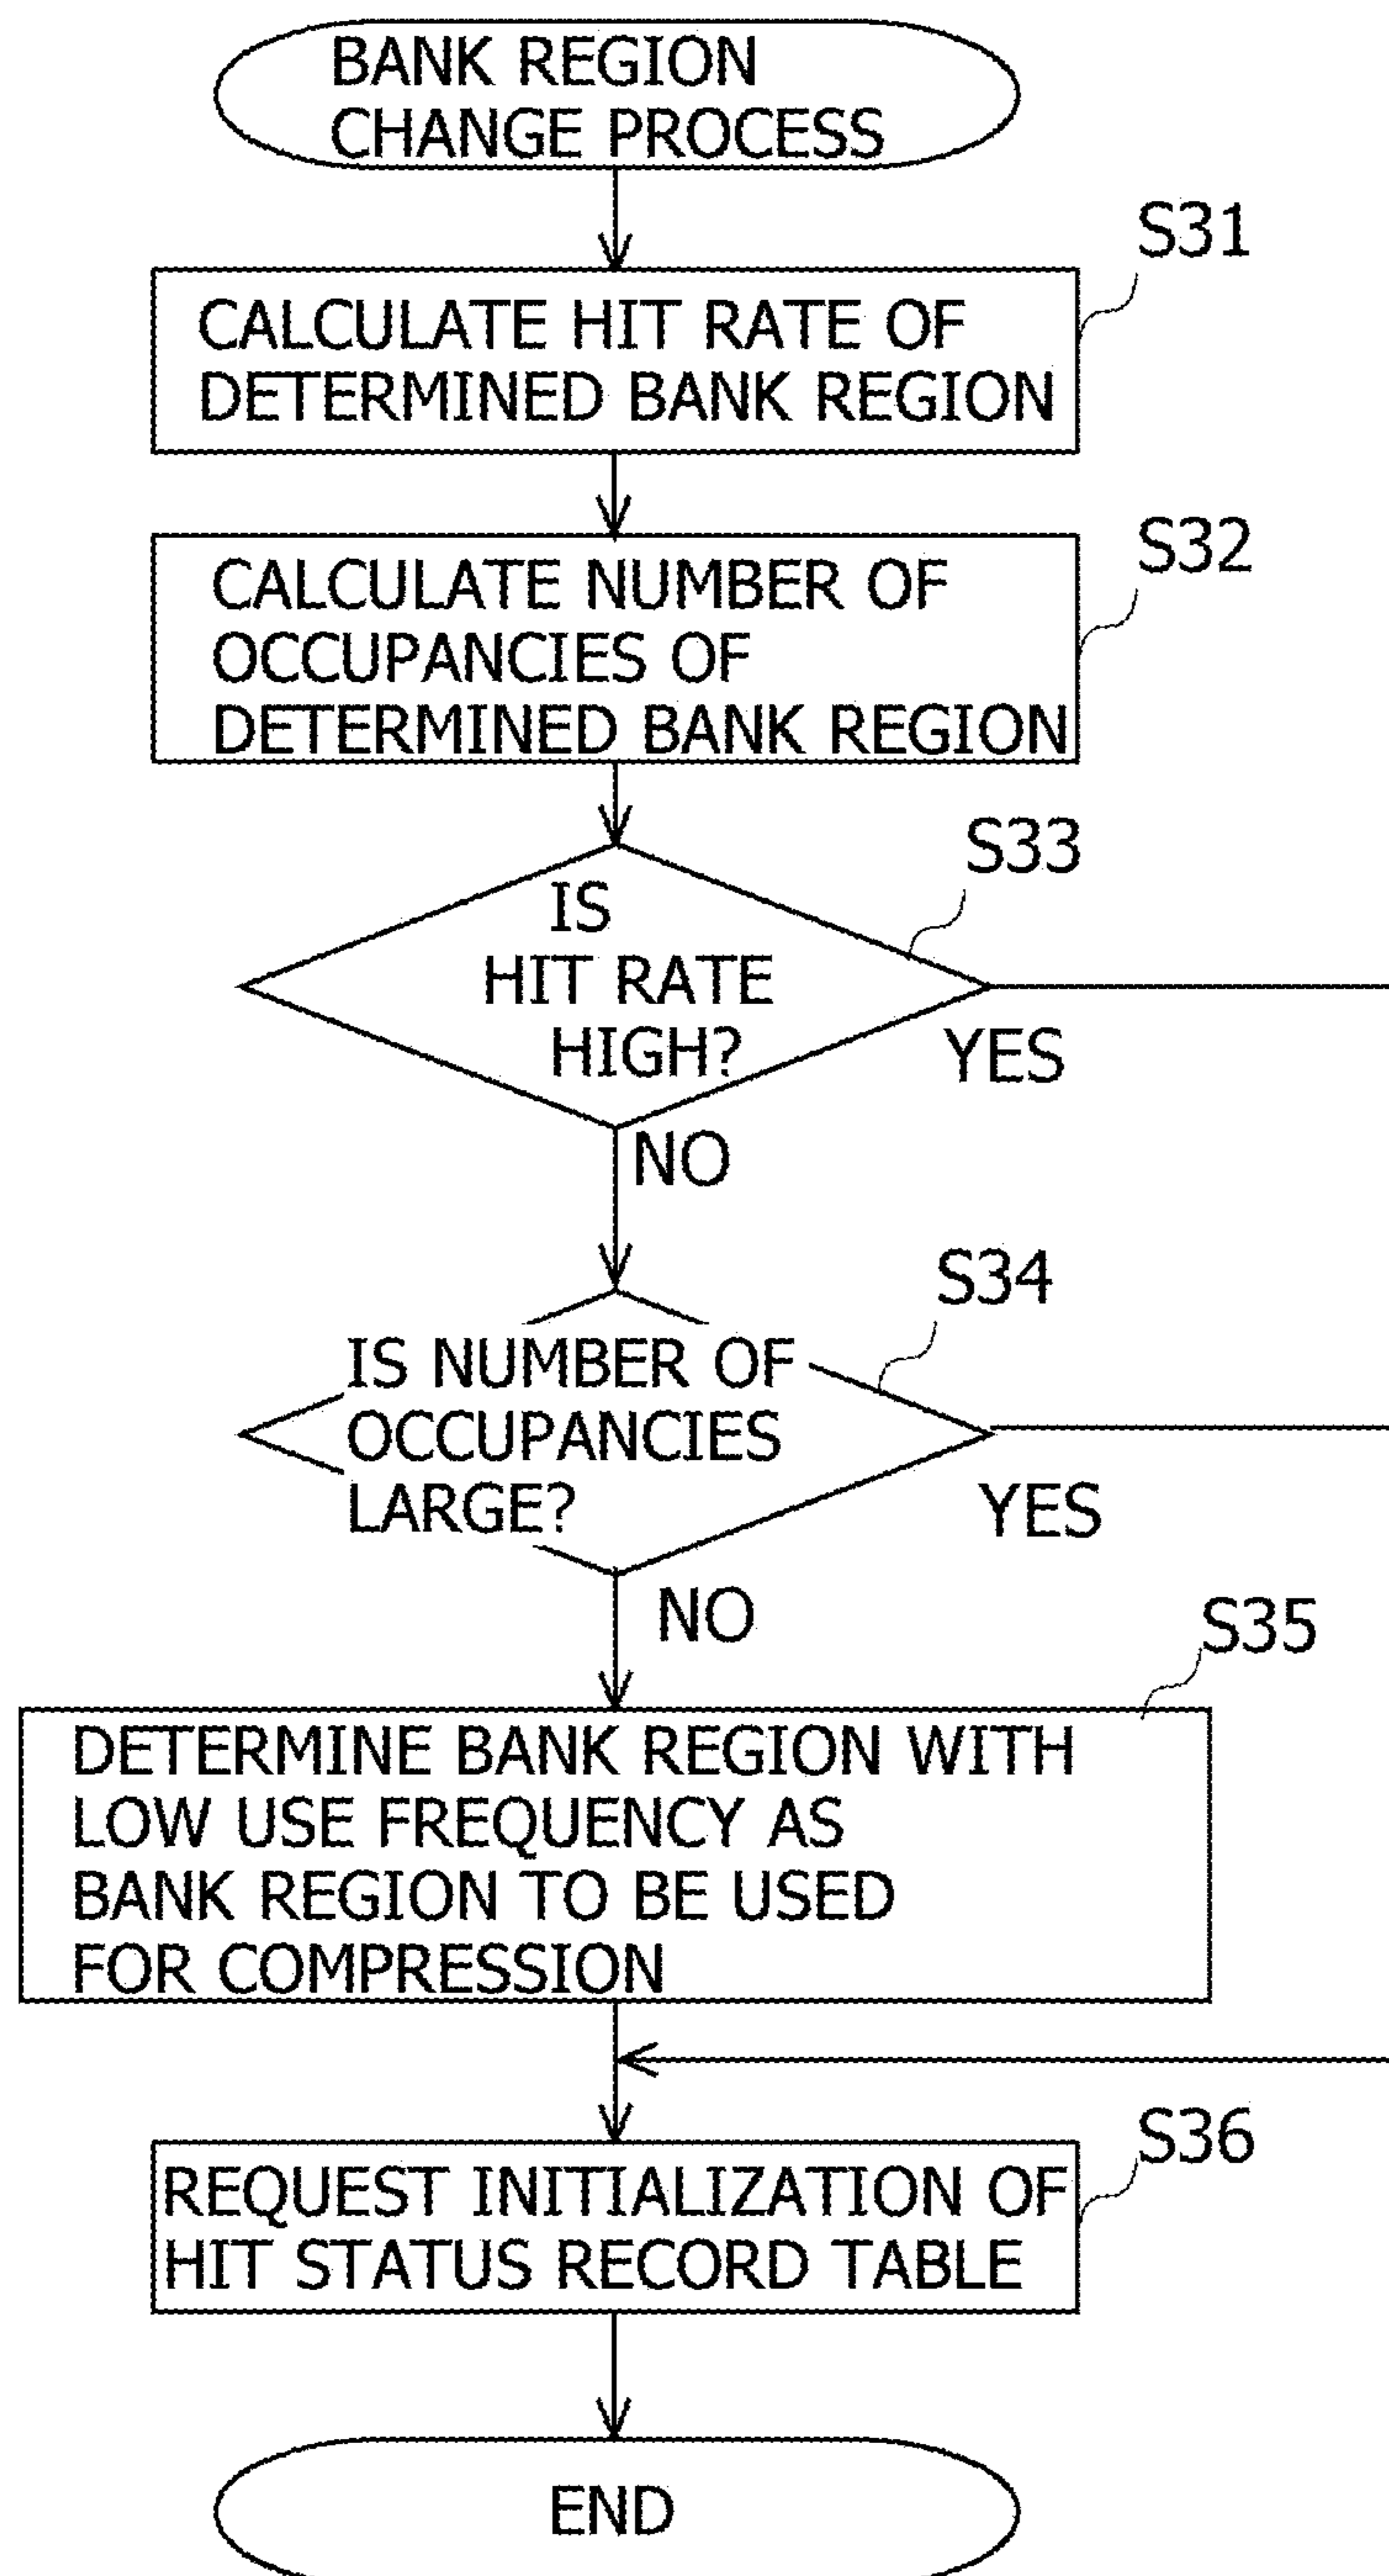 BANK REGION
CHANGE PROCESS
S31
CALCULATE HIT RATE OF
DETERMINED BANK REGION
S32
CALCULATE NUMBER OF
OCCUPANCIES OF
DETERMINED BANK REGION
S33
IS
HIT RATE
HIGH?
YES
NO
S34
IS NUMBER OF
OCCUPANCIES
LARGE?
YES
NO
S35
DETERMINE BANK REGION WITH
LOW USE FREQUENCY AS
BANK REGION TO BE USED
FOR COMPRESSION
S36
REQUEST INITIALIZATION OF
HIT STATUS RECORD TABLE
END